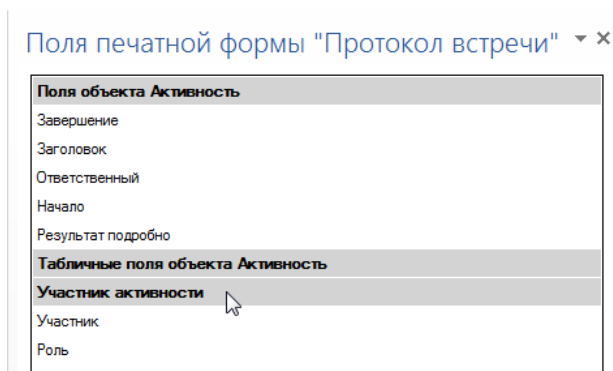 Поля печатной формы "Протокол встречи"
Поля объекта Активность
Завершение
Заголовок
Ответственный
Начало
Результат подробно
Табличные поля объекта Активность
Участник активности
Участник
Роль